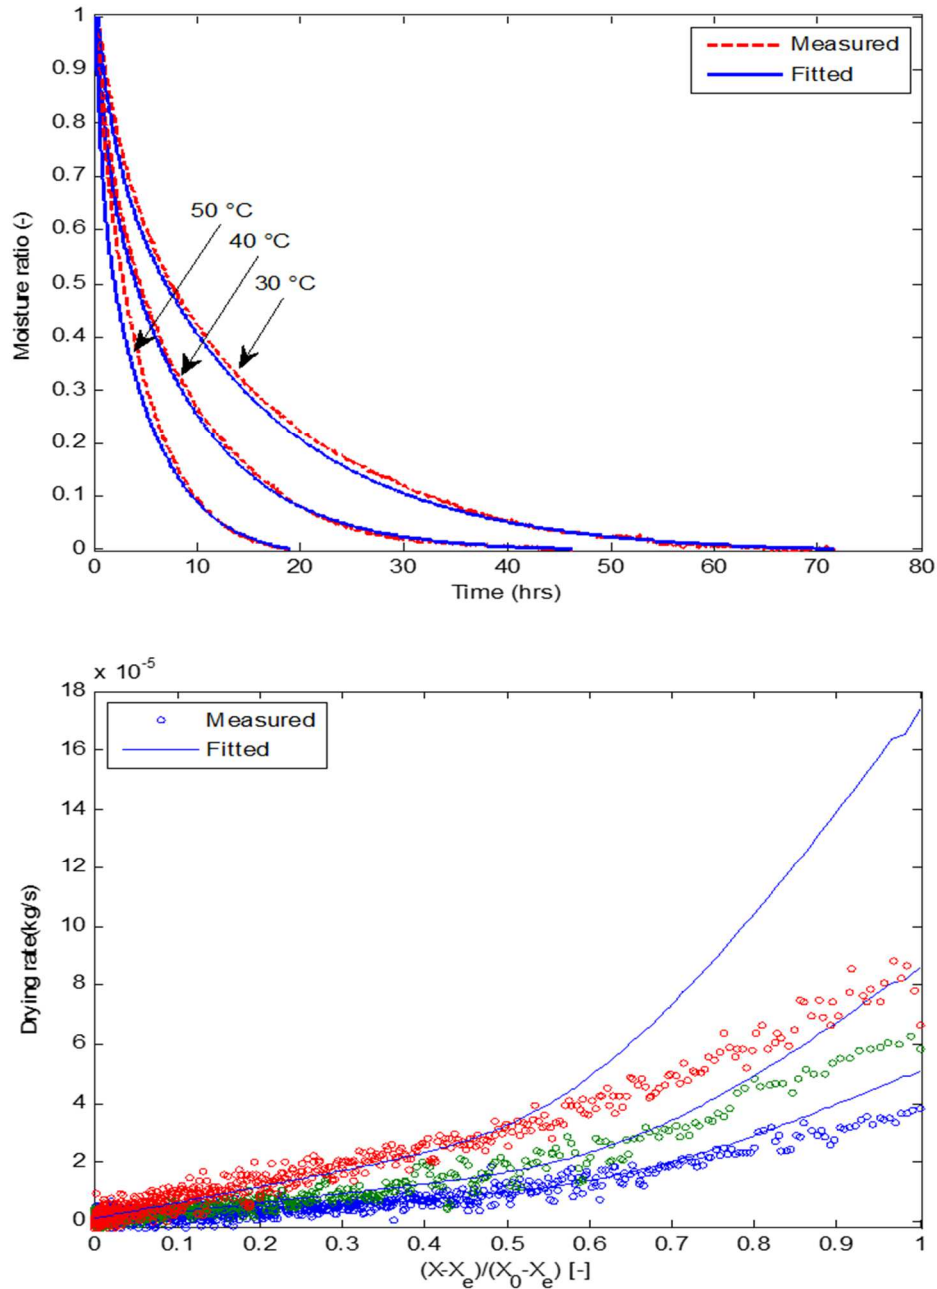 1
0.9
0.8
0.7
0.6
0.5
0.4
0.3
0.2
0.1
0
Moisture ratio (-)
Measured
Fitted
50 °C
40 °C
30 °C
0 10 20 30 40 50 60 70 80
Time (hrs)
x 10-5
18
16
14
12
10
8
6
4
2
0
Drying rate(kg/s)
Measured
Fitted
0 0.1 0.2 0.3 0.4 0.5 0.6 0.7 0.8 0.9 1
(X-Xe)/(X0-Xe) [-]